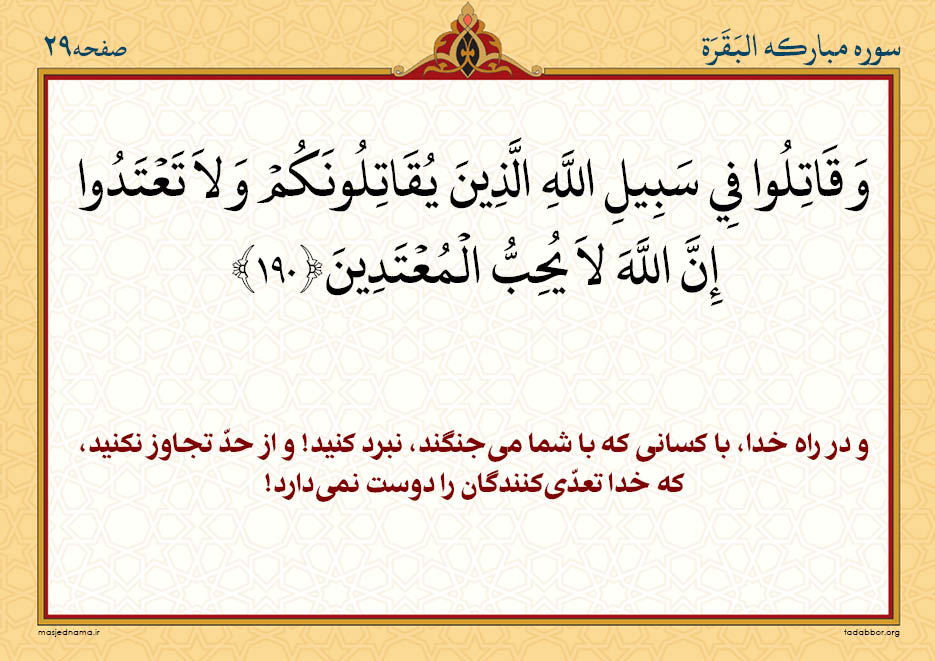 سوره مبارکه البَقَرَة
صفحه۲۹
وَ قَاتِلُوا فِي سَبِيلِ اللَّهِ الَّذِينَ يُقَاتِلُونَكُمْ وَ لاَ تَعْتَدُوا
إِنَّ اللَّهَ لاَ يُحِبُّ الْمُعْتَدِينَ ﴿١٩٠﴾
و در راه خدا، با کسانی که با شما می‌جنگند، نبرد کنید! و از حدّ تجاوز نکنید،
که خدا تعدّی‌کنندگان را دوست نمی‌دارد!
masjednama.ir
tadabbor.org